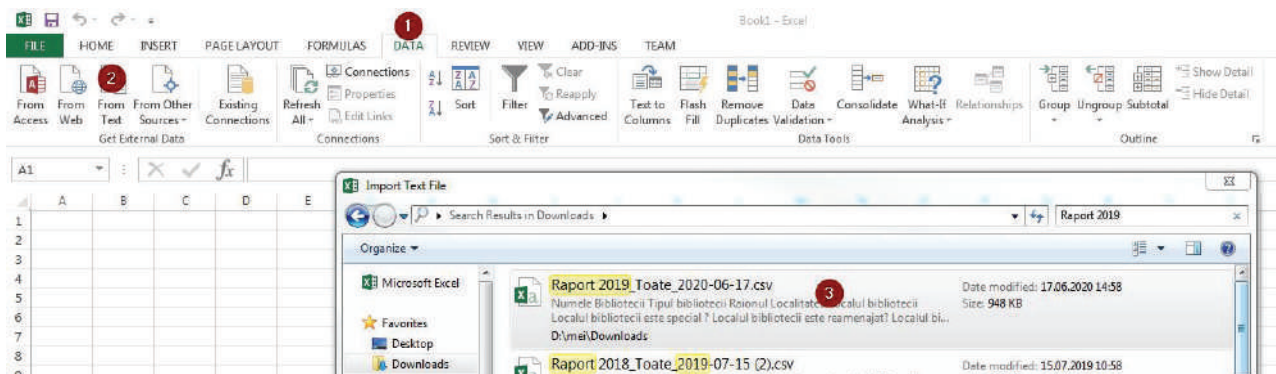 Book1 - Excel
1
FILE HOME INSERT PAGE LAYOUT FORMULAS DATA REVIEW VIEW ADD-INS TEAM
2
From Access
From Web
From Text
From Other Sources
Existing Connections
Get External Data
Refresh All
Connections
Properties
Edit Links
Connections
Sort
Filter
Clear
Reapply
Advanced
Sort & Filter
Text to Columns
Flash Fill
Remove Duplicates
Data Validation
Consolidate
What-If Analysis
Relationships
Data Tools
Group
Ungroup
Subtotal
Show Detail
Hide Detail
Outline
A1
fx
A B C D E
1
2
3
4
5
6
7
8
Import Text File
Search Results in Downloads
Raport 2019
Organize
Microsoft Excel
Favorites
Desktop
Downloads
Raport 2019_Toate_2020-06-17.csv
3
Numele Bibliotecii Tipul bibliotecii Raionul Localitatea bibliotecii
Localul bibliotecii este special ? Localul bibliotecii este reamenajat? Localul bi...
D:\mei\Downloads
Date modified: 17.06.2020 14:58
Size: 948 KB
Raport 2018_Toate_2019-07-15 (2).csv
Date modified: 15.07.2019 10:58